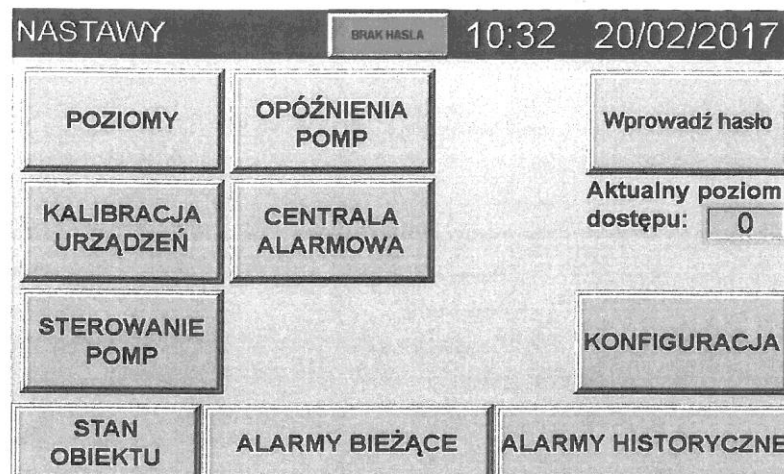 NASTAWY BRAK HASLA 10:32 20/02/2017
POZIOMY
OPÓŹNIENIA
POMP
Wprowadź hasło
KALIBRACJA
URZĄDZEŃ
CENTRALA
ALARMOWA
Aktualny poziom
dostępu: 0
STEROWANIE
POMP
KONFIGURACJA
STAN
OBIEKTU
ALARMY BIEŻĄCE
ALARMY HISTORYCZNE